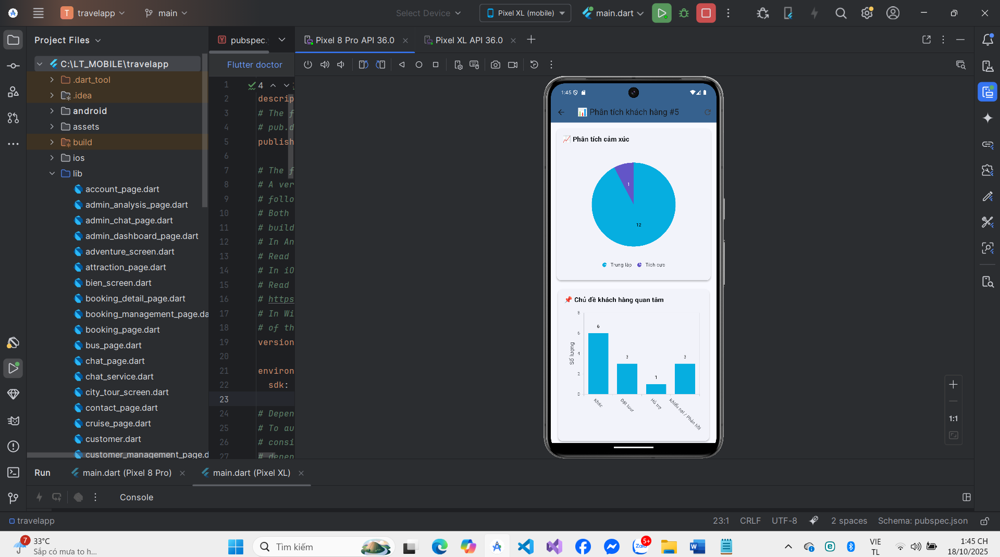 travelapp
main
Select Device
Pixel XL (mobile)
main.dart
Project Files
pubspec.
Pixel 8 Pro API 36.0
Pixel XL API 36.0
C:\LT_MOBILE\travelapp
.dart_tool
.idea
android
assets
build
ios
lib
account_page.dart
admin_analysis_page.dart
admin_chat_page.dart
admin_dashboard_page.dart
adventure_screen.dart
attraction_page.dart
bien_screen.dart
booking_detail_page.dart
booking_management_page.da
booking_page.dart
bus_page.dart
chat_page.dart
chat_service.dart
city_tour_screen.dart
contact_page.dart
cruise_page.dart
customer.dart
customer_management_page.d
Flutter doctor
1 4
2 descrip
3 # The f
4 # pub.d
5 publish
6
7 # The f
8 # A ver
9 # follo
10 # Both
11 # build
12 # In An
13 # Read
14 # In iO
15 # Read
16 # https
17 # In Wi
18 # of th
19 version
20
21 environ
22 sdk:
23
24 # Depen
25 # To au
26 # consi
27 # depen
1:45
Phân tích khách hàng #5
Phân tích cảm xúc
1
12
Trung lập Tích cực
Chủ đề khách hàng quan tâm
Số lượng
8
6
4
2
0
6
3
1
3
Khác
Đặt tour
Hỗ trợ
Khiếu nại / Phản hồi
1:1
Run
main.dart (Pixel 8 Pro)
main.dart (Pixel XL)
Console
travelapp
23:1 CRLF UTF-8 2 spaces Schema: pubspec.json
7
33°C
Sắp có mưa to h...
Tìm kiếm
Zalo
5+
VIE
TL
1:45 CH
18/10/2025